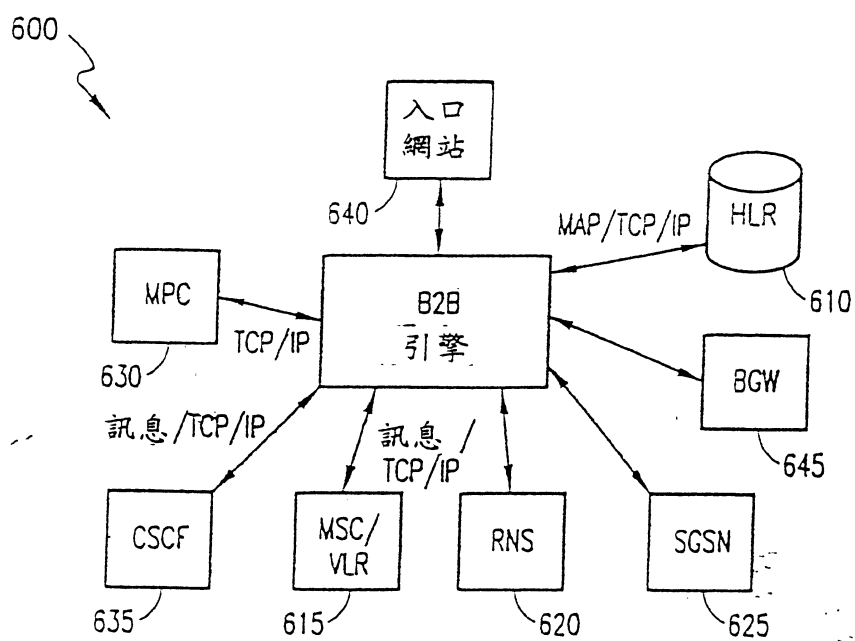 600
入口
網站
640
MAP/TCP/IP
HLR
610
MPC
630
TCP/IP
B2B
引擎
BGW
645
訊息/TCP/IP
訊息/
TCP/IP
CSCF
635
MSC/
VLR
615
RNS
620
SGSN
625